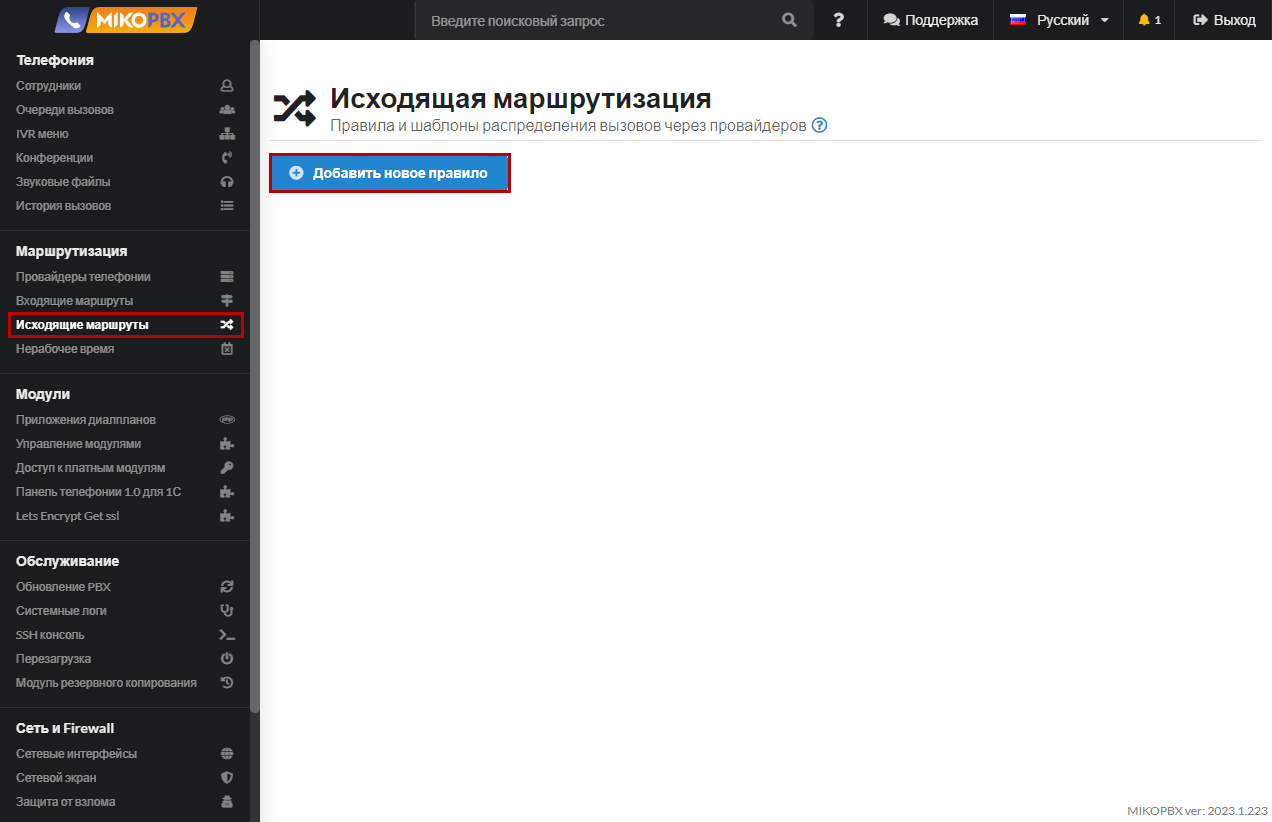 MIKOPBX
Введите поисковый запрос
?
Поддержка
Русский
1
Выход
Телефония
Сотрудники
Очереди вызовов
IVR меню
Конференции
Звуковые файлы
История вызовов
Маршрутизация
Провайдеры телефонии
Входящие маршруты
Исходящие маршруты
Нерабочее время
Модули
Приложения диалпланов
Управление модулями
Доступ к платным модулям
Панель телефонии 1.0 для 1С
Lets Encrypt Get ssl
Обслуживание
Обновление PBX
Системные логи
SSH консоль
Перезагрузка
Модуль резервного копирования
Сеть и Firewall
Сетевые интерфейсы
Сетевой экран
Защита от взлома
Исходящая маршрутизация
Правила и шаблоны распределения вызовов через провайдеров ?
Добавить новое правило
MIKOPBX ver: 2023.1.223